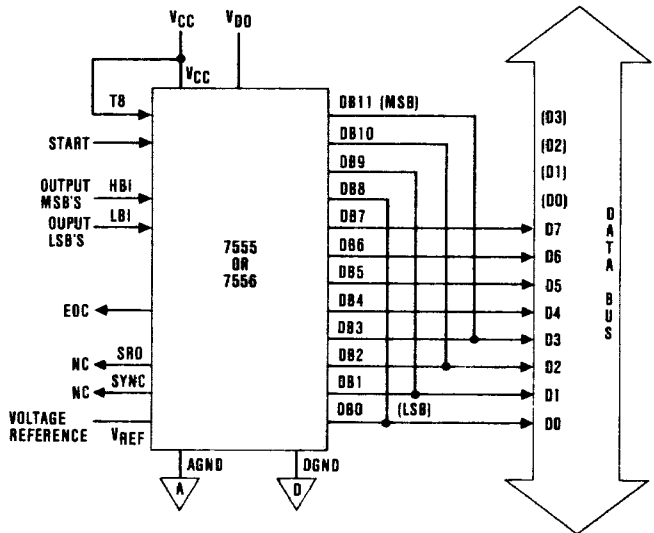 VCC VDO
VCC
T8
START
OUTPUT MSB'S HBI
OUPUT LSB'S LBI
EOC
NC SRO
NC SYNC
VOLTAGE REFERENCE VREF
7555
OR
7556
AGND DGND
A D
DB11 (MSB)
DB10
DB9
DB8
DB7
DB6
DB5
DB4
DB3
DB2
DB1
DB0 (LSB)
(D3)
(D2)
(D1)
(D0)
D7
D6
D5
D4
D3
D2
D1
D0
DATA BUS